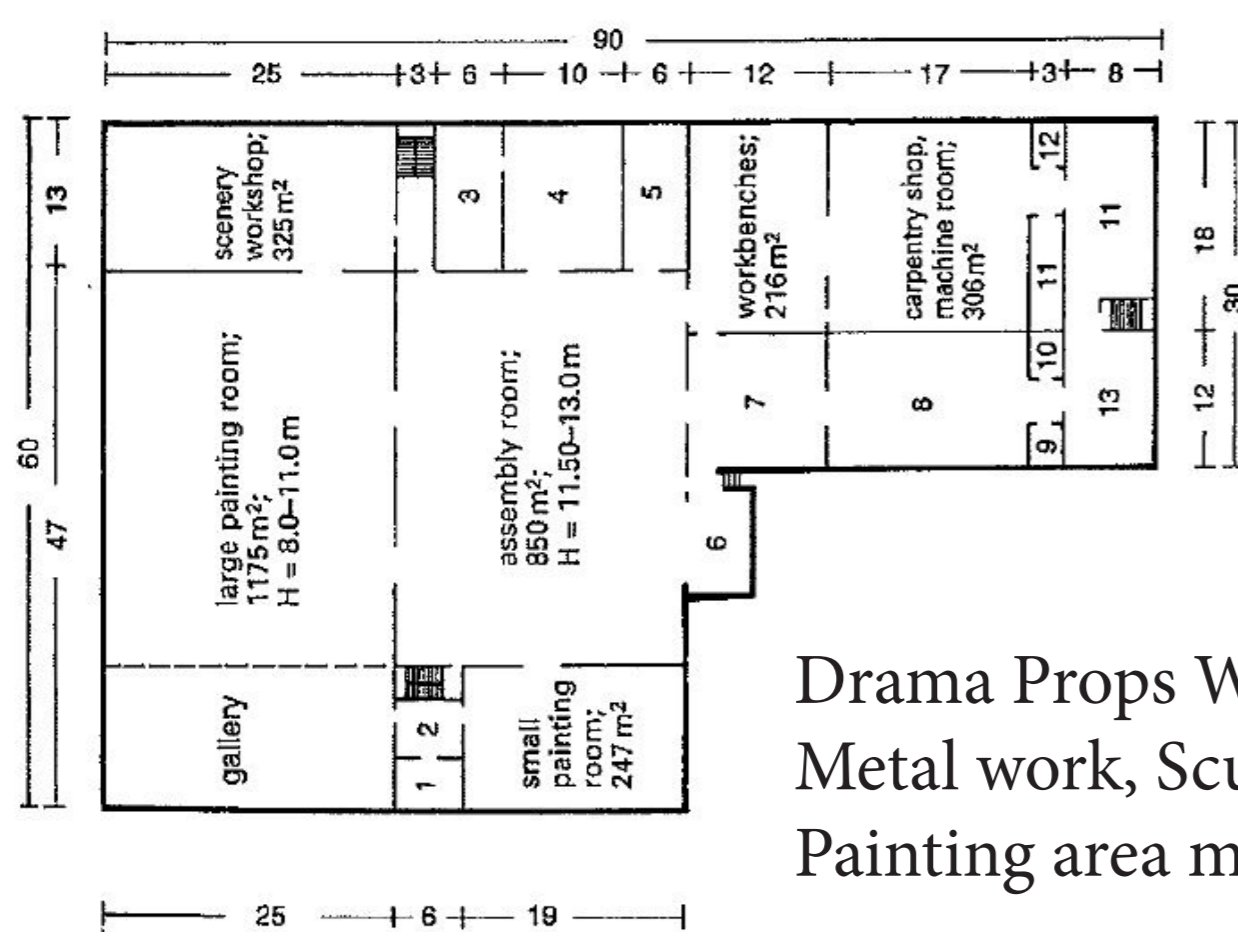 90
25 3 6 10 6 12 17 3 8
13
47
60
18
12
30
scenery
workshop;
325 m²
3
4
5
workbenches;
216 m²
carpentry shop,
machine room;
306 m²
12
11
11
10
9
13
large painting room;
1175 m²;
H = 8.0–11.0 m
assembly room;
850 m²;
H = 11.50–13.0 m
7
8
6
gallery
2
1
small
painting
room;
247 m²
25 6 19
Drama Props W
Metal work, Scu
Painting area m